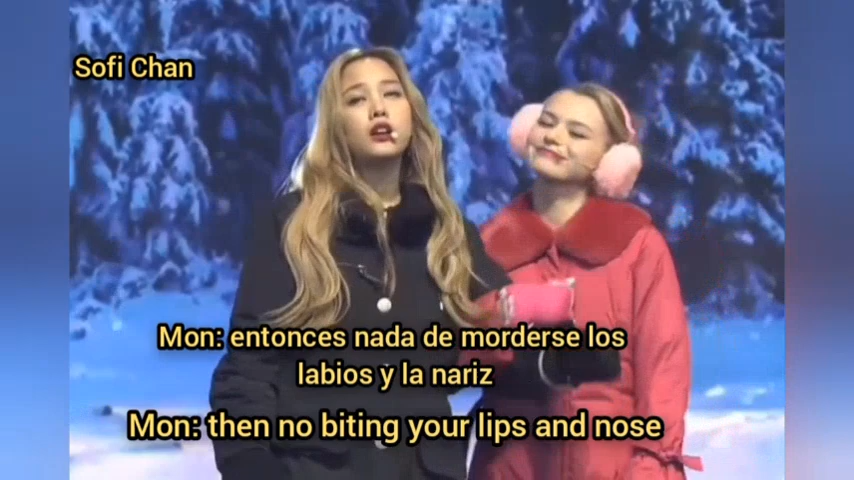 Sofi Chan
Mon: entonces nada de morderse los
labios y la nariz
Mon: then no biting your lips and nose